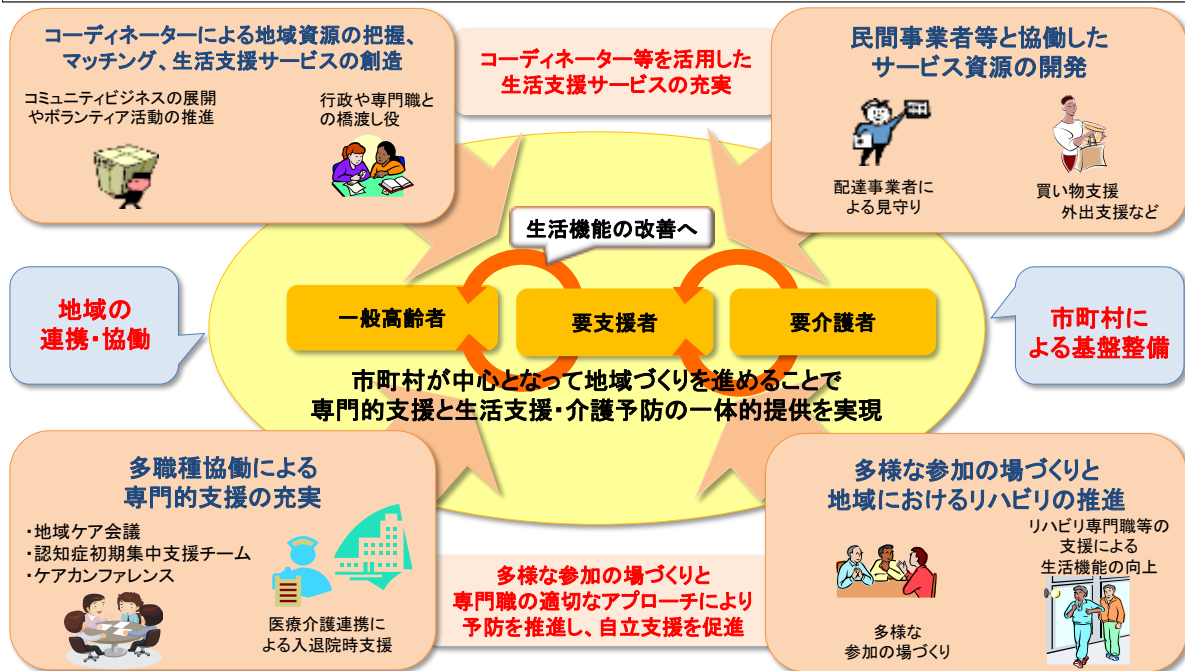 コーディネーターによる地域資源の把握、
マッチング、生活支援サービスの創造
コミュニティビジネスの展開
やボランティア活動の推進
行政や専門職と
の橋渡し役
コーディネーター等を活用した
生活支援サービスの充実
民間事業者等と協働した
サービス資源の開発
配達事業者に
よる見守り
買い物支援
外出支援など
生活機能の改善へ
地域の
連携・協働
一般高齢者
要支援者
要介護者
市町村に
よる基盤整備
市町村が中心となって地域づくりを進めることで
専門的支援と生活支援・介護予防の一体的提供を実現
多職種協働による
専門的支援の充実
・地域ケア会議
・認知症初期集中支援チーム
・ケアカンファレンス
医療介護連携に
よる入退院時支援
多様な参加の場づくりと
専門職の適切なアプローチにより
予防を推進し、自立支援を促進
多様な参加の場づくりと
地域におけるリハビリの推進
リハビリ専門職等の
支援による
生活機能の向上
多様な
参加の場づくり